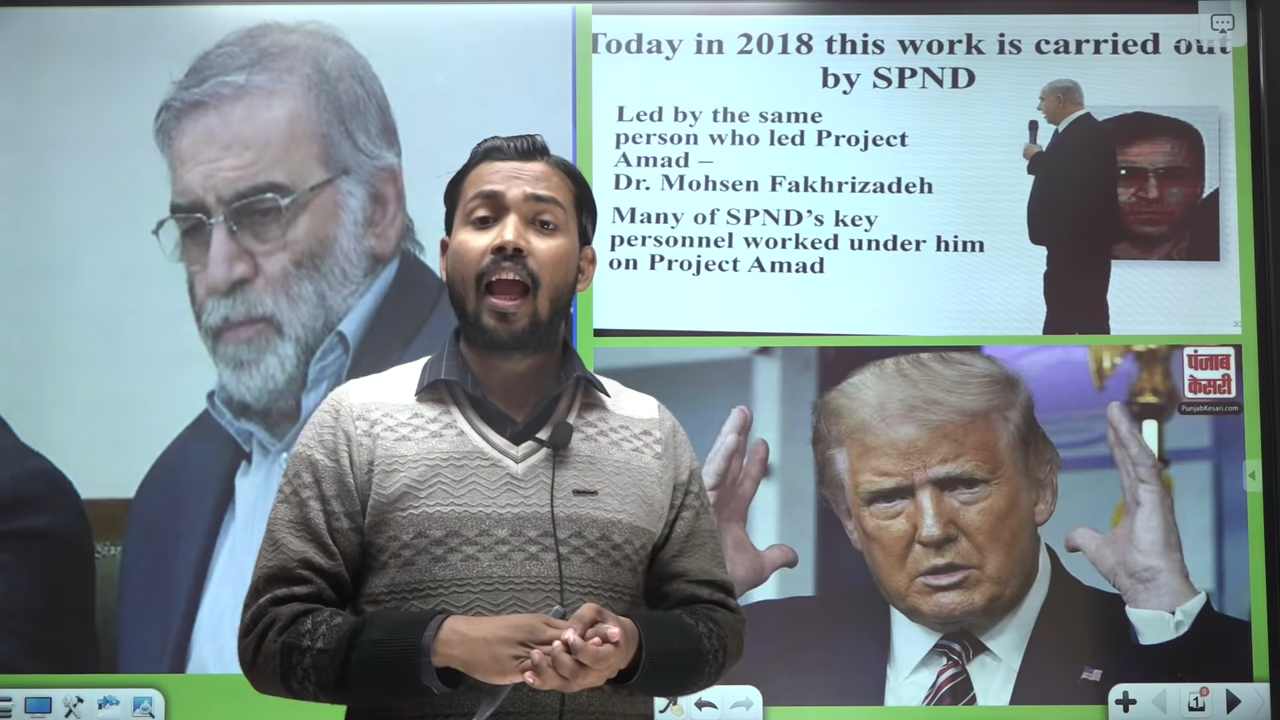 Today in 2018 this work is carried out
by SPND
Led by the same
person who led Project
Amad –
Dr. Mohsen Fakhrizadeh
Many of SPND's key
personnel worked under him
on Project Amad
पंजाब
केसरी
PunjabKesari.com